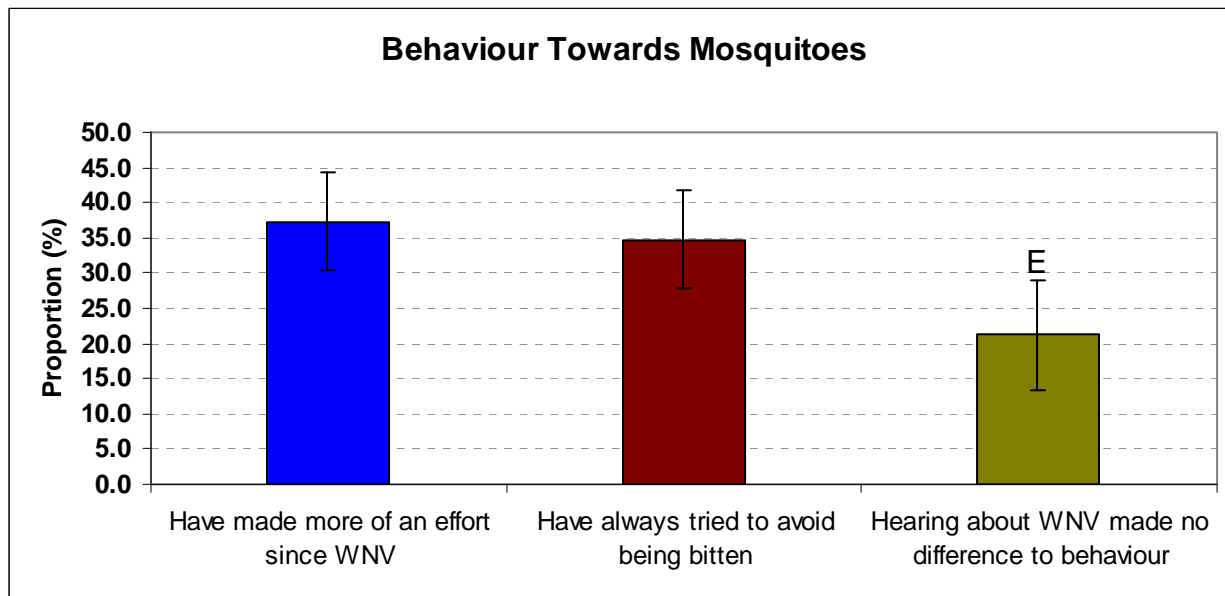 Behaviour Towards Mosquitoes
Proportion (%)
50.0
45.0
40.0
35.0
30.0
25.0
20.0
15.0
10.0
5.0
0.0
E
Have made more of an effort
since WNV
Have always tried to avoid
being bitten
Hearing about WNV made no
difference to behaviour